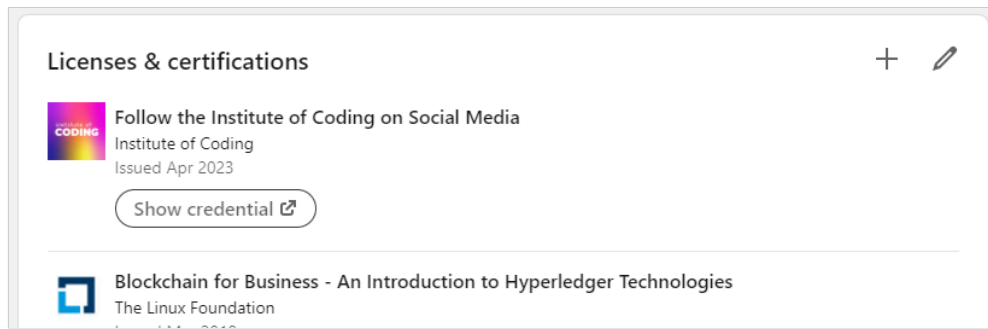 Licenses & certifications
institute of
CODING
Follow the Institute of Coding on Social Media
Institute of Coding
Issued Apr 2023
Show credential
Blockchain for Business - An Introduction to Hyperledger Technologies
The Linux Foundation